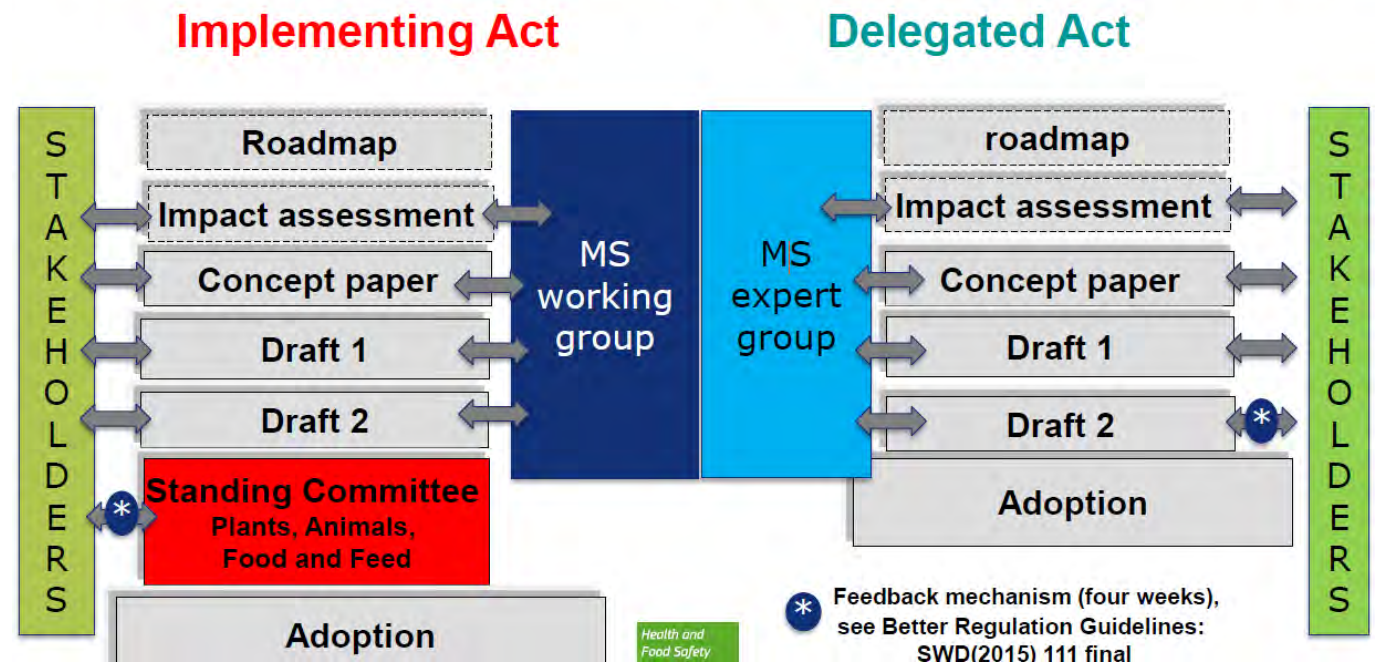 Implementing Act
Delegated Act
STAKEHOLDERS
Roadmap
Impact assessment
Concept paper
Draft 1
Draft 2
*
Standing Committee
Plants, Animals,
Food and Feed
Adoption
MS
working
group
MS
expert
group
roadmap
Impact assessment
Concept paper
Draft 1
Draft 2
*
Adoption
STAKEHOLDERS
Health and
Food Safety
*
Feedback mechanism (four weeks),
see Better Regulation Guidelines:
SWD(2015) 111 final